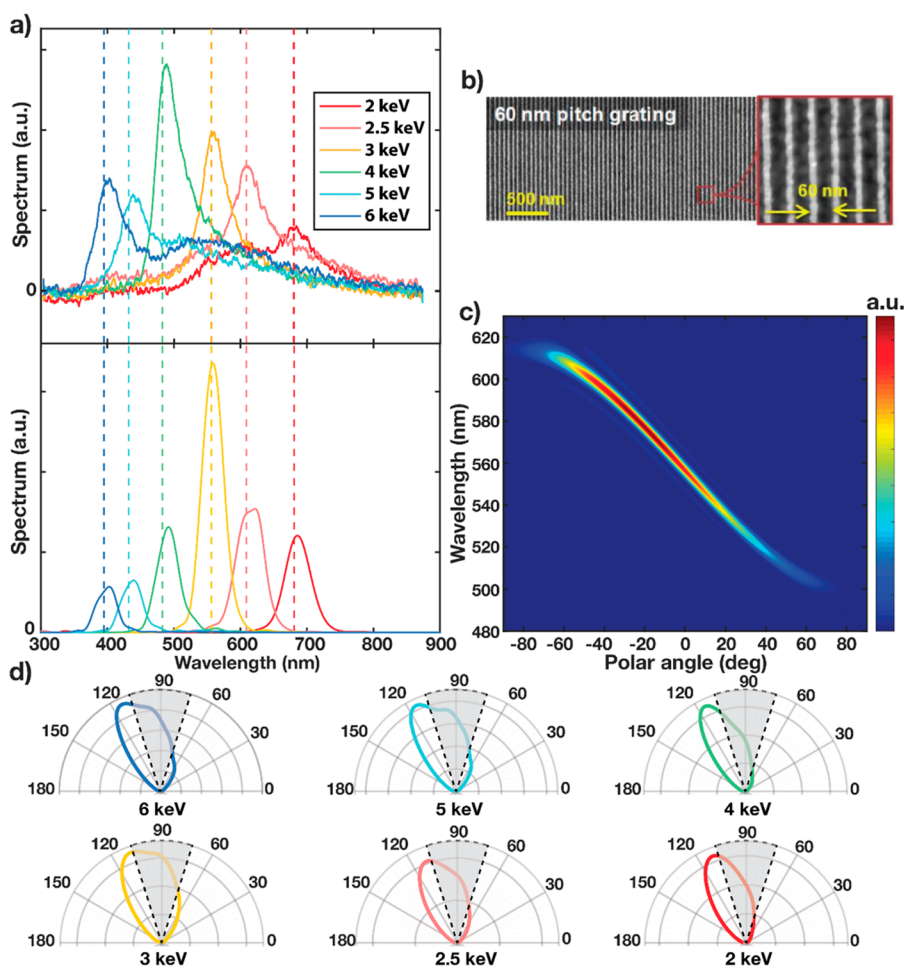 a)
Spectrum (a.u.)
0
2 keV
2.5 keV
3 keV
4 keV
5 keV
6 keV
Spectrum (a.u.)
0
300 400 500 600 700 800 900
Wavelength (nm)
b)
60 nm pitch grating
500 nm
60 nm
c)
a.u.
Wavelength (nm)
620
600
580
560
540
520
500
480
-80 -60 -40 -20 0 20 40 60 80
Polar angle (deg)
d)
180 150 120 90 60 30 0
6 keV
180 150 120 90 60 30 0
5 keV
180 150 120 90 60 30 0
4 keV
180 150 120 90 60 30 0
3 keV
180 150 120 90 60 30 0
2.5 keV
180 150 120 90 60 30 0
2 keV